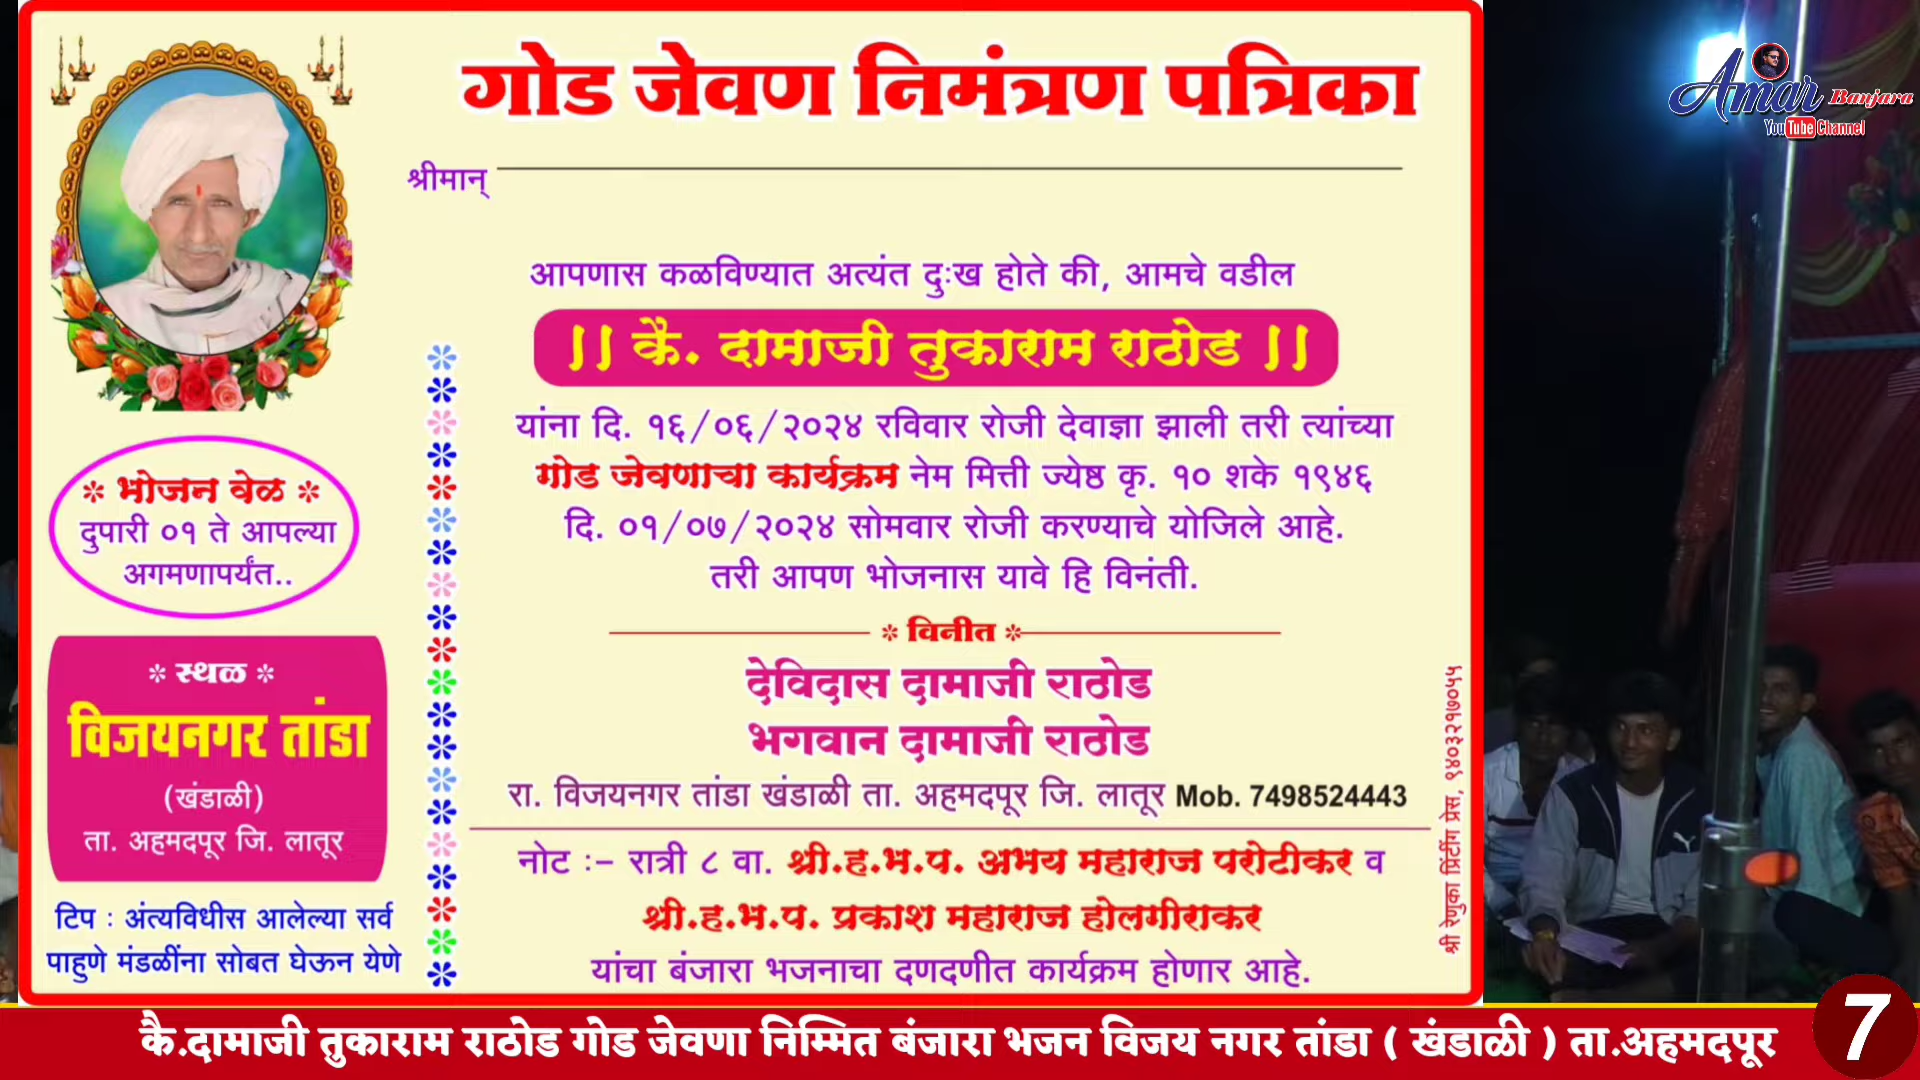 गोड जेवण निमंत्रण पत्रिका
श्रीमान्
आपणास कळविण्यात अत्यंत दुःख होते की, आमचे वडील
।। कै. दामाजी तुकाराम राठोड ।।
यांना दि. १६/०६/२०२४ रविवार रोजी देवाज्ञा झाली तरी त्यांच्या
गोड जेवणाचा कार्यक्रम नेम मित्ती ज्येष्ठ कृ. १० शके १९४६
दि. ०१/०७/२०२४ सोमवार रोजी करण्याचे योजिले आहे.
तरी आपण भोजनास यावे हि विनंती.
* विनीत *
देविदास दामाजी राठोड
भगवान दामाजी राठोड
रा. विजयनगर तांडा खंडाळी ता. अहमदपूर जि. लातूर Mob. 7498524443
नोट :- रात्री ८ वा. श्री.ह.भ.प. अभय महाराज परोटीकर व
श्री.ह.भ.प. प्रकाश महाराज होलगीराकर
यांचा बंजारा भजनाचा दणदणीत कार्यक्रम होणार आहे.
* भोजन वेळ *
दुपारी ०१ ते आपल्या
अगमणापर्यंत..
* स्थळ *
विजयनगर तांडा
(खंडाळी)
ता. अहमदपूर जि. लातूर
टिप : अंत्यविधीस आलेल्या सर्व
पाहुणे मंडळींना सोबत घेऊन येणे
श्री रेणुका प्रिंटींग प्रेस, ९४०३२१७०५५
Amar Banjara
YouTube Channel
कै.दामाजी तुकाराम राठोड गोड जेवणा निम्मित बंजारा भजन विजय नगर तांडा ( खंडाळी ) ता.अहमदपूर
7